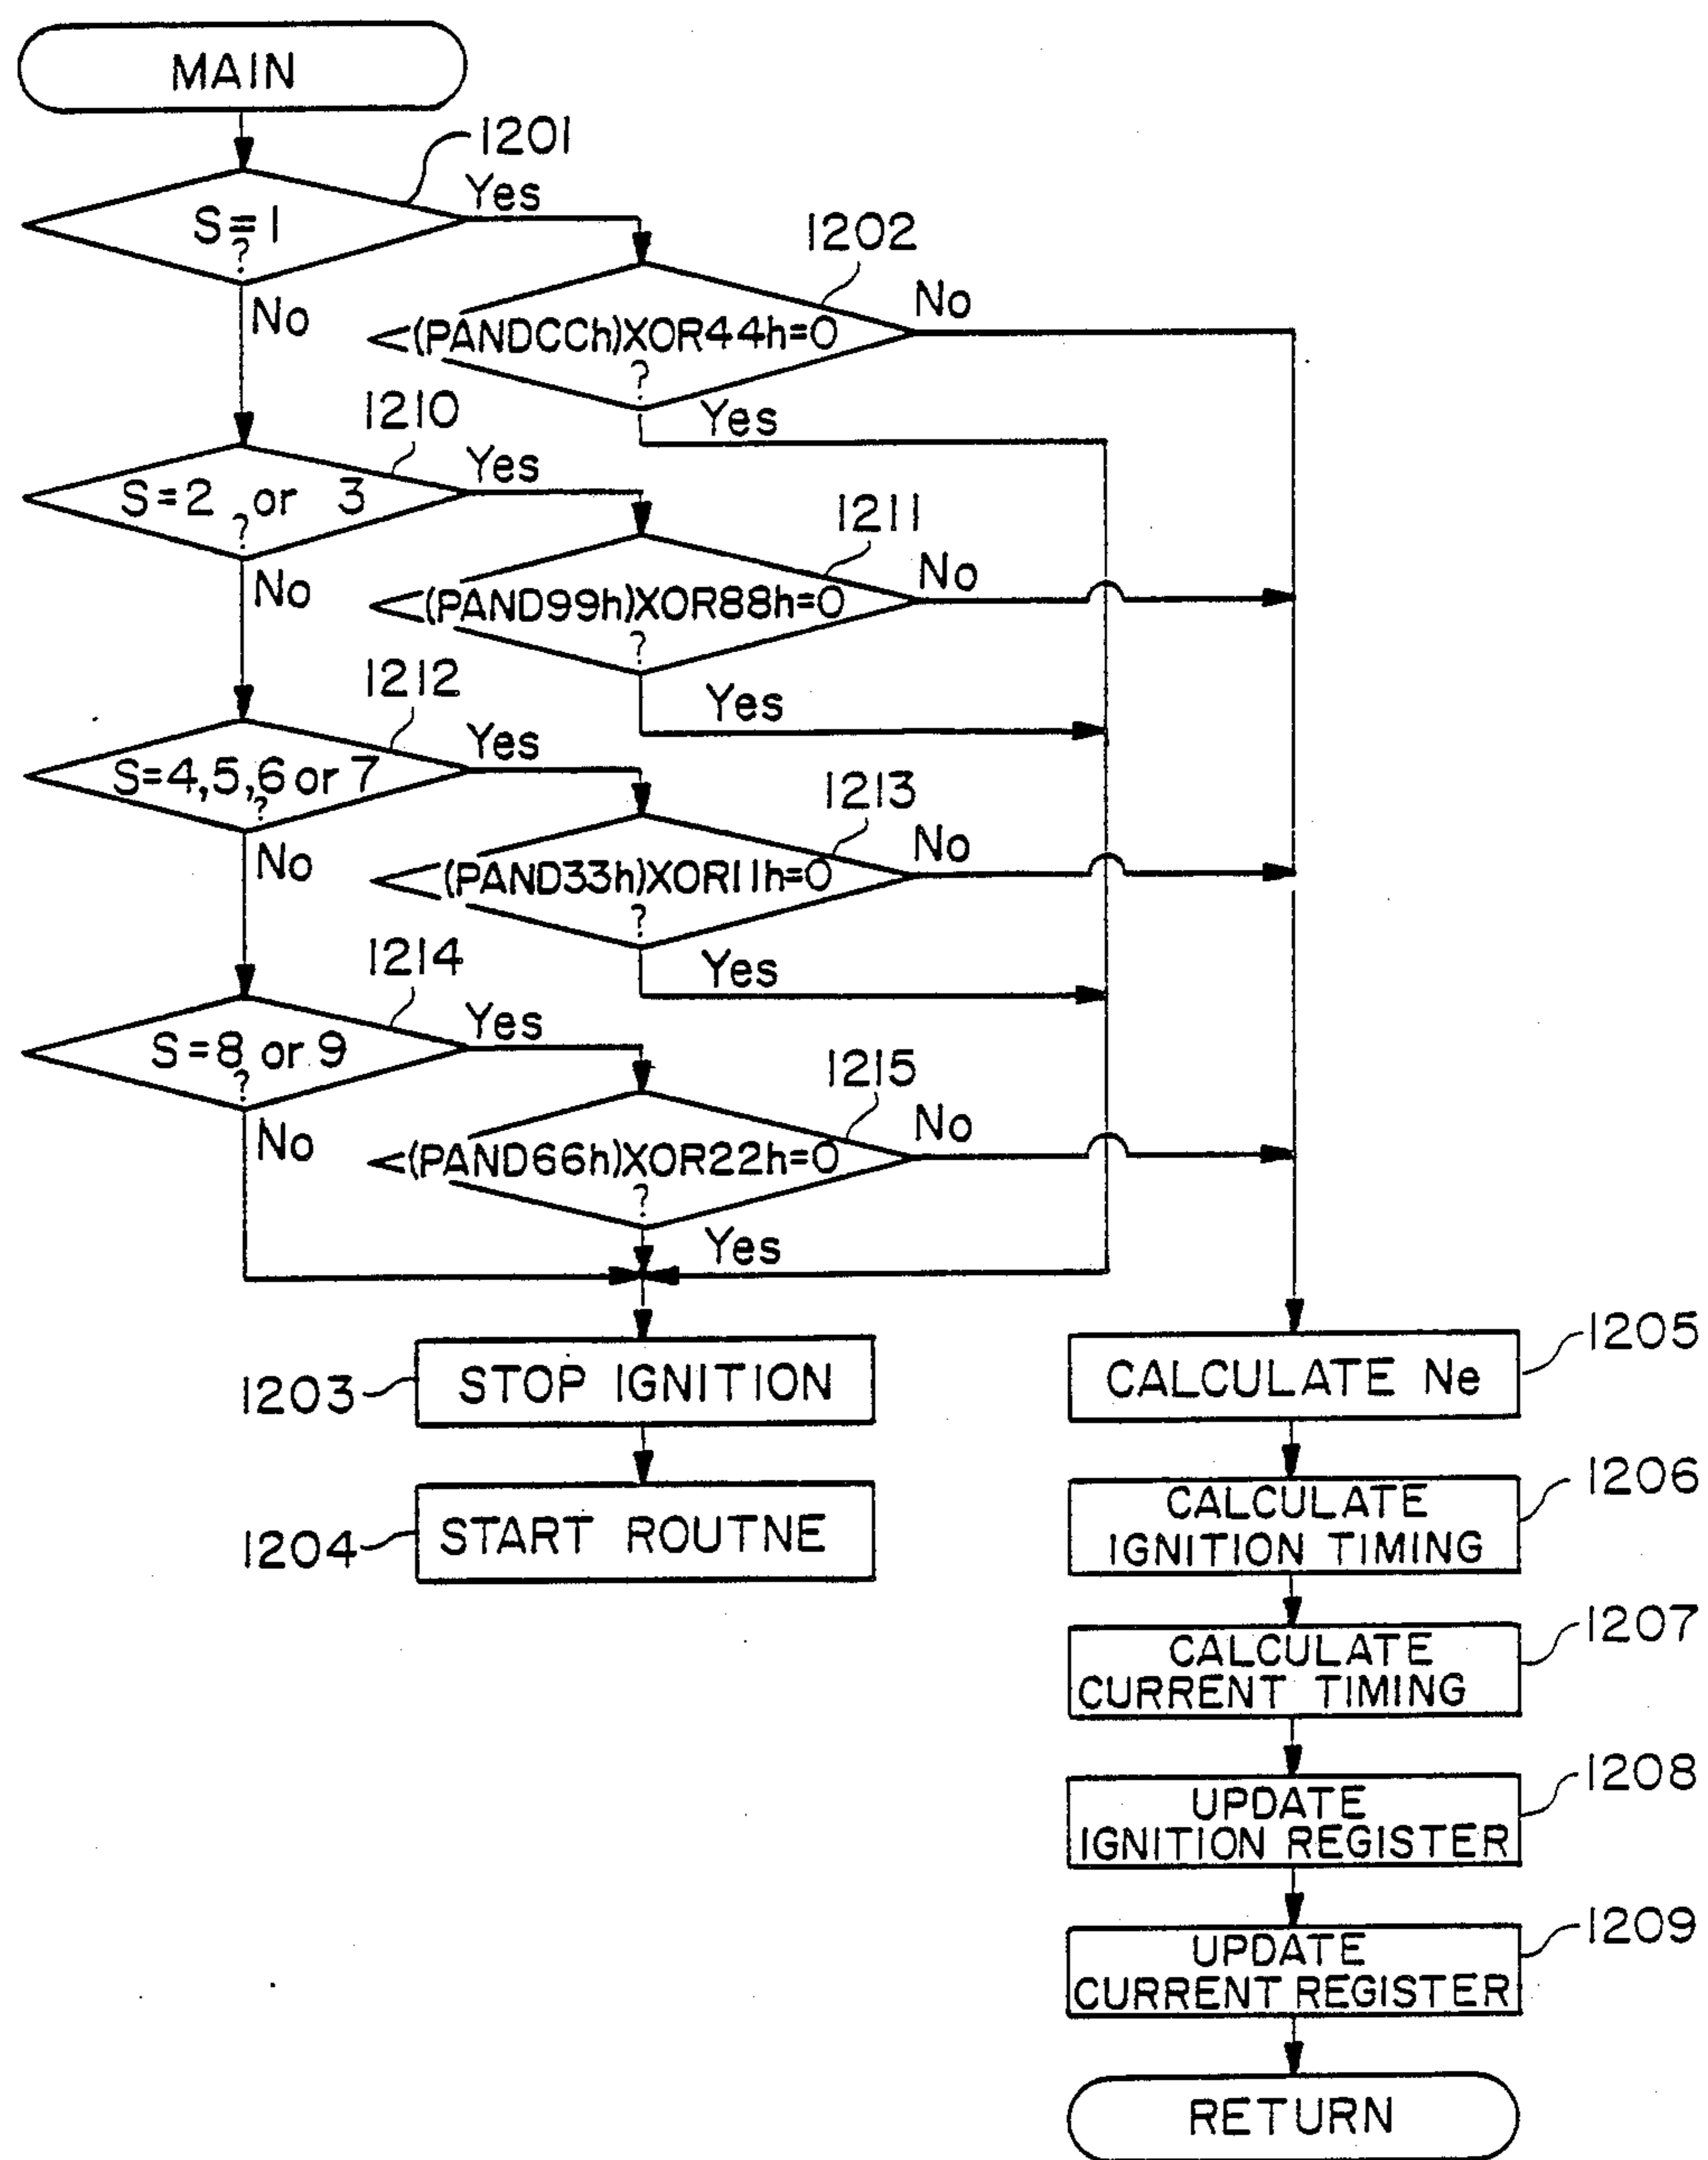 MAIN
1201
S=1
?
Yes
No
1202
(PANDCCh)XOR44h=0
?
No
Yes
1210
S=2 or 3
?
Yes
No
1211
(PAND99h)XOR88h=0
?
No
Yes
1212
S=4,5,6 or 7
?
Yes
No
1213
(PAND33h)XOR11h=0
?
No
Yes
1214
S=8 or 9
?
Yes
No
1215
(PAND66h)XOR22h=0
?
No
Yes
1203
STOP IGNITION
1204
START ROUTNE
1205
CALCULATE Ne
1206
CALCULATE
IGNITION TIMING
1207
CALCULATE
CURRENT TIMING
1208
UPDATE
IGNITION REGISTER
1209
UPDATE
CURRENT REGISTER
RETURN